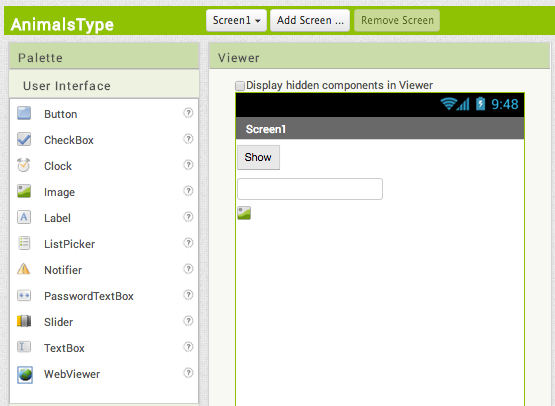 AnimalsType
Screen1
Add Screen ...
Remove Screen
Palette
User Interface
Button ?
CheckBox ?
Clock ?
Image ?
Label ?
ListPicker ?
Notifier ?
PasswordTextBox ?
Slider ?
TextBox ?
WebViewer ?
Viewer
Display hidden components in Viewer
9:48
Screen1
Show